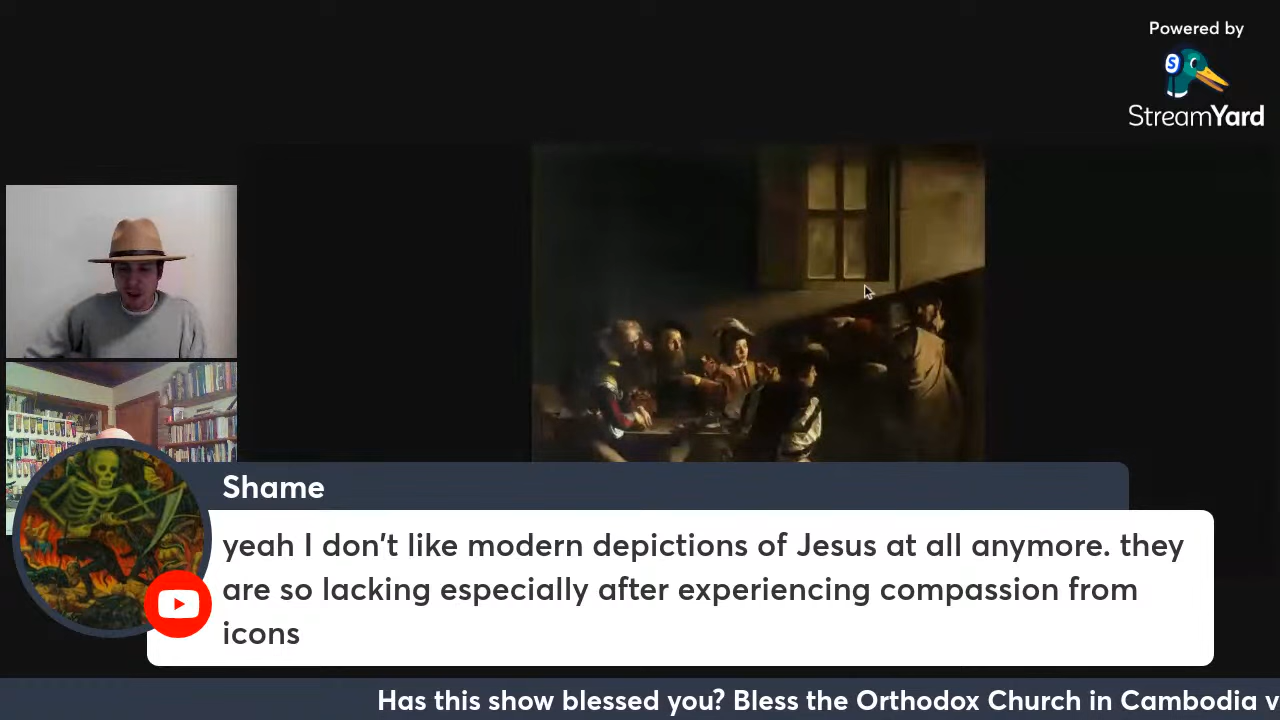 Powered by
StreamYard
Shame
yeah I don't like modern depictions of Jesus at all anymore. they
are so lacking especially after experiencing compassion from
icons
Has this show blessed you? Bless the Orthodox Church in Cambodia v